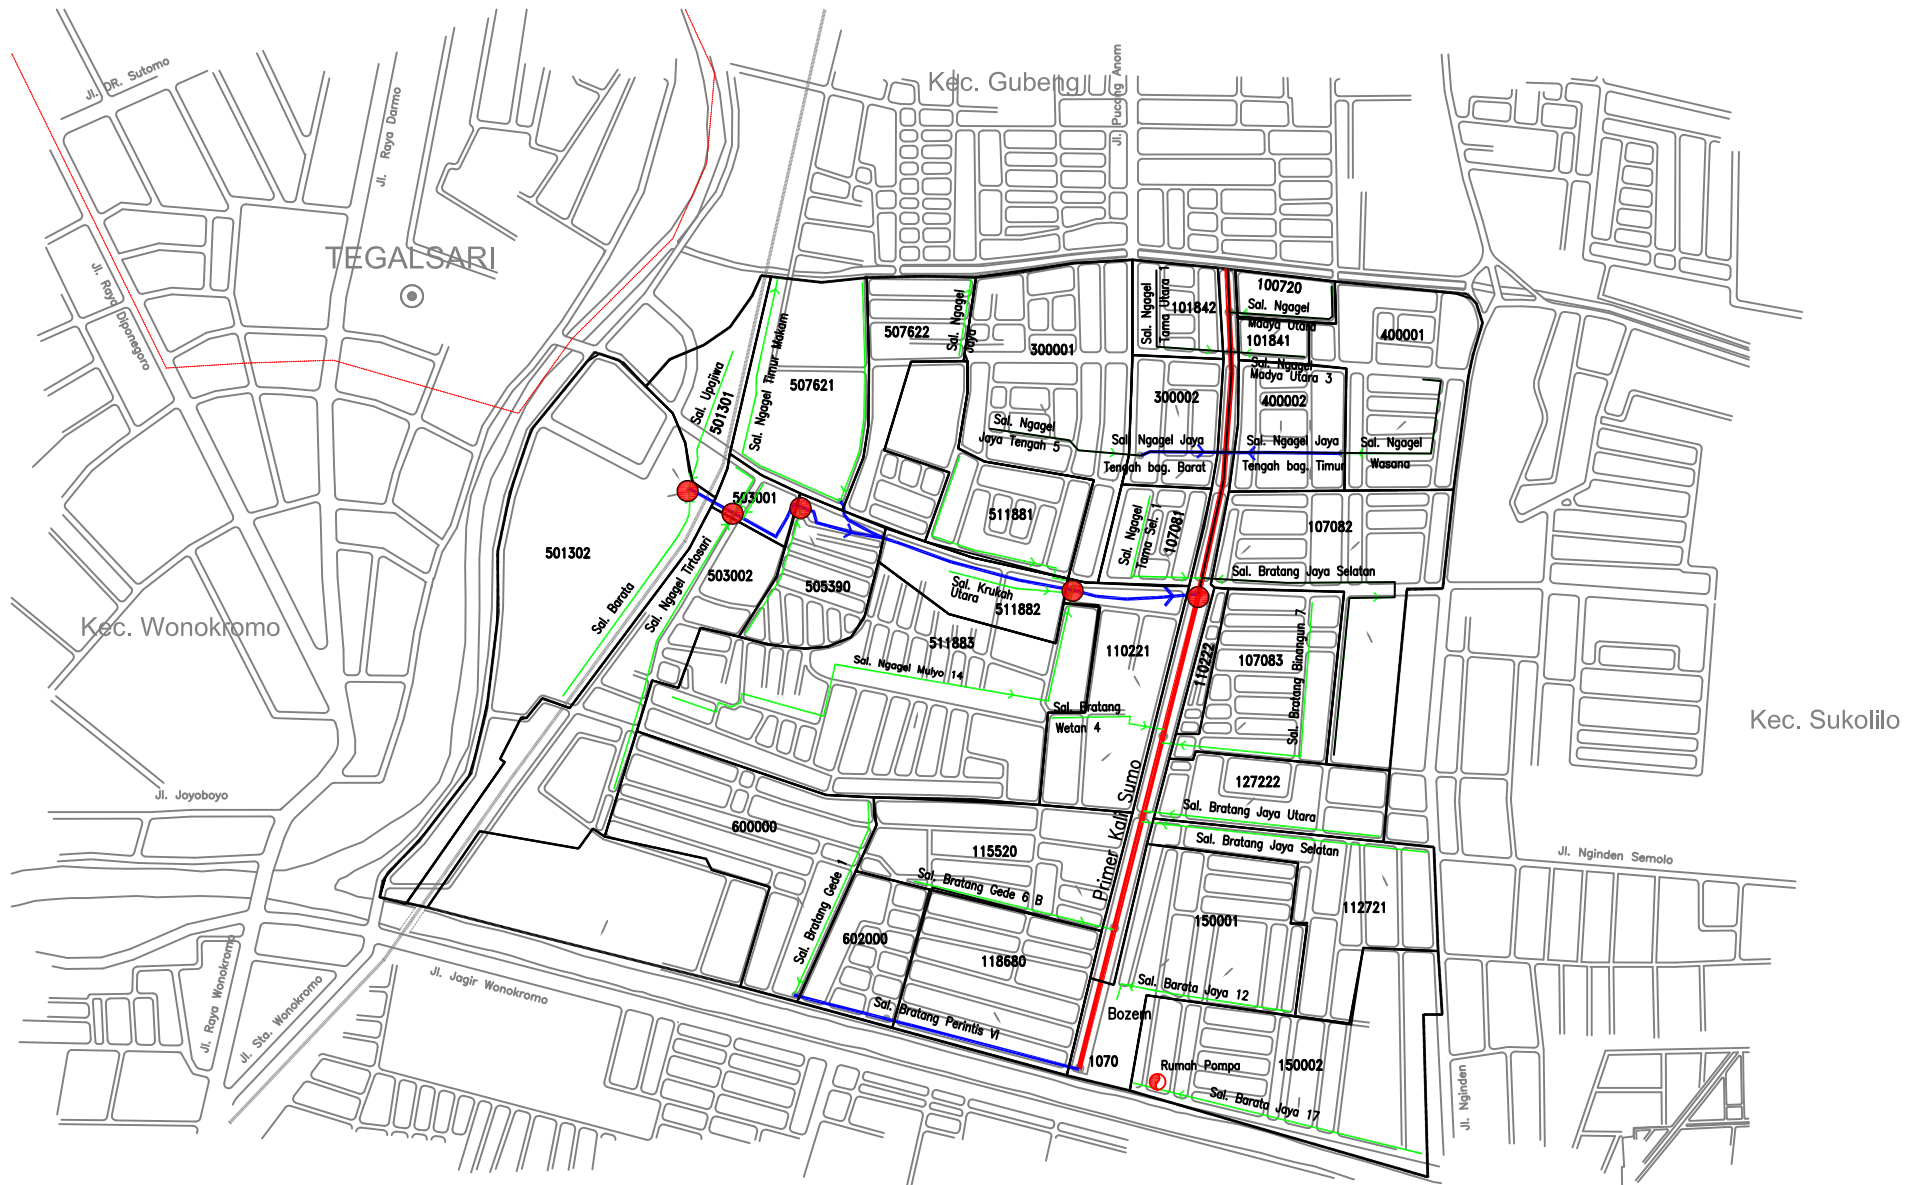 Jl. DR. Sutomo
Jl. Raya Darmo
Kec. Gubeng
Jl. Pucang Anom
TEGALSARI
Jl. Raya Diponegoro
Sal. Upajiwa
501301
Sal. Ngagel Timur Makam
507621
507622
Sal. Ngagel
Jaya
300001
Sal. Ngagel
Tama Utara 1
101842
100720
Sal. Ngagel
Madya Utara
101841
Sal. Ngagel
Madya Utara 3
400001
300002
400002
Sal. Ngagel
Jaya Tengah 5
Sal. Ngagel Jaya
Tengah bag. Barat
Sal. Ngagel Jaya
Tengah bag. Timur
Sal. Ngagel
Wasana
503001
501302
503002
505390
511881
Sal. Ngagel
Tama Sel. 1
107081
107082
Sal. Bratang Jaya Selatan
Sal. Barata
Sal. Ngagel Tirtosari
Sal. Krukah
Utara
511882
511883
Sal. Ngagel Mulyo 14
110221
110222
107083
Sal. Bratang Binangun 7
Kec. Wonokromo
Kec. Sukolilo
Sal. Bratang
Wetan 4
127222
Sal. Bratang Jaya Utara
Sal. Bratang Jaya Selatan
Primer Kali Sumo
Jl. Joyoboyo
600000
115520
Sal. Bratang Gede 1
Sal. Bratang Gede 6 B
Jl. Nginden Semolo
150001
112721
602000
118680
Sal. Barata Jaya 12
Jl. Raya Wonokromo
Jl. Sta. Wonokromo
Jl. Jagir Wonokromo
Sal. Bratang Perintis VI
Bozem
1070
Rumah Pompa
150002
Sal. Barata Jaya 17
Jl. Nginden